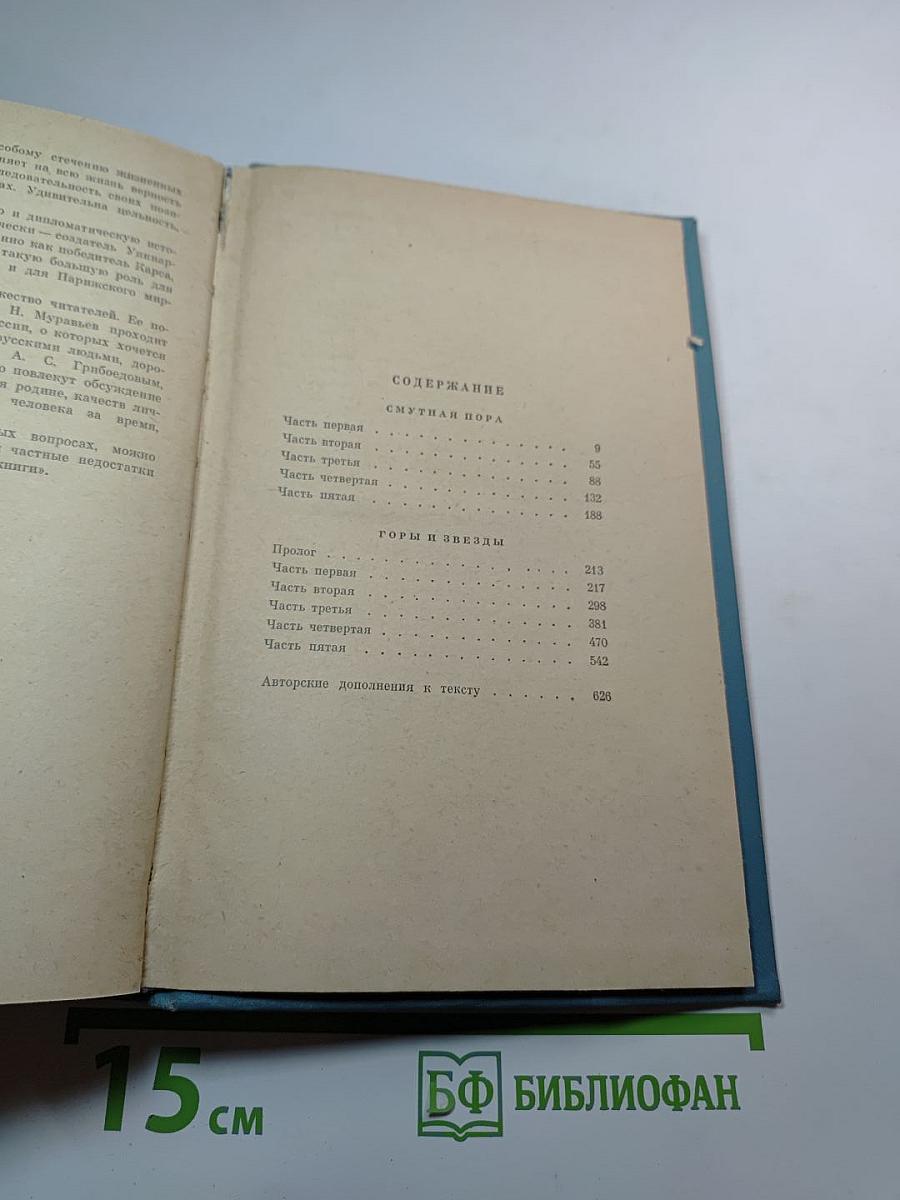 собому стечению жизненных
няет на всю жизнь верность
ледовательность своих пози-
ах. Удивительна цельность,
о и дипломатическую исто-
чески — создатель Ункиар-
нно как победитель Карса,
такую большую роль для
и для Парижского мир-
жество читателей. Ее по-
Н. Муравьев проходит
ссии, о которых хочется
русскими людьми, доро-
А. С. Грибоедовым,
о повлекут обсуждение
я родине, качеств лич-
человека за время,
ых вопросах, можно
и частные недостатки
книги».
СОДЕРЖАНИЕ
СМУТНАЯ ПОРА
Часть первая . . . . . . . . . . . . 9
Часть вторая . . . . . . . . . . . . 55
Часть третья . . . . . . . . . . . . 88
Часть четвертая . . . . . . . . . . . 132
Часть пятая . . . . . . . . . . . . 188
ГОРЫ И ЗВЕЗДЫ
Пролог . . . . . . . . . . . . . . 213
Часть первая . . . . . . . . . . . . 217
Часть вторая . . . . . . . . . . . . 298
Часть третья . . . . . . . . . . . . 381
Часть четвертая . . . . . . . . . . . 470
Часть пятая . . . . . . . . . . . . 542
Авторские дополнения к тексту . . . . . . 626
15 см
БФ БИБЛИОФАН